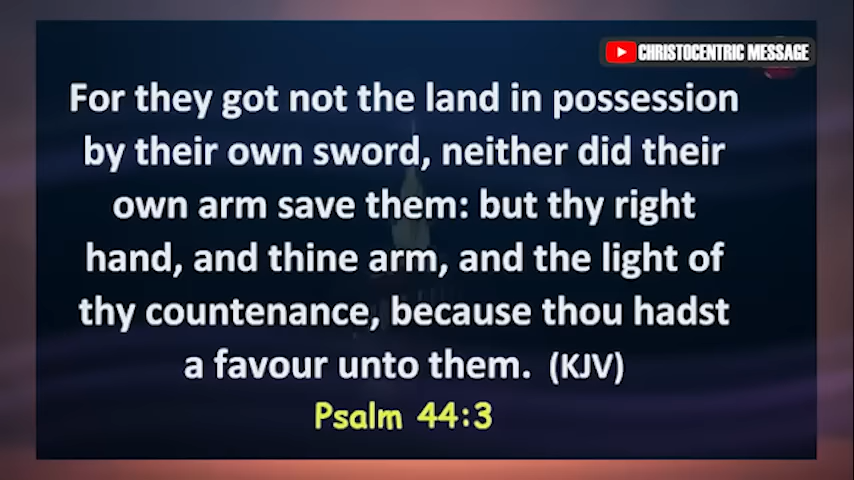 CHRISTOCENTRIC MESSAGE
For they got not the land in possession
by their own sword, neither did their
own arm save them: but thy right
hand, and thine arm, and the light of
thy countenance, because thou hadst
a favour unto them. (KJV)
Psalm 44:3